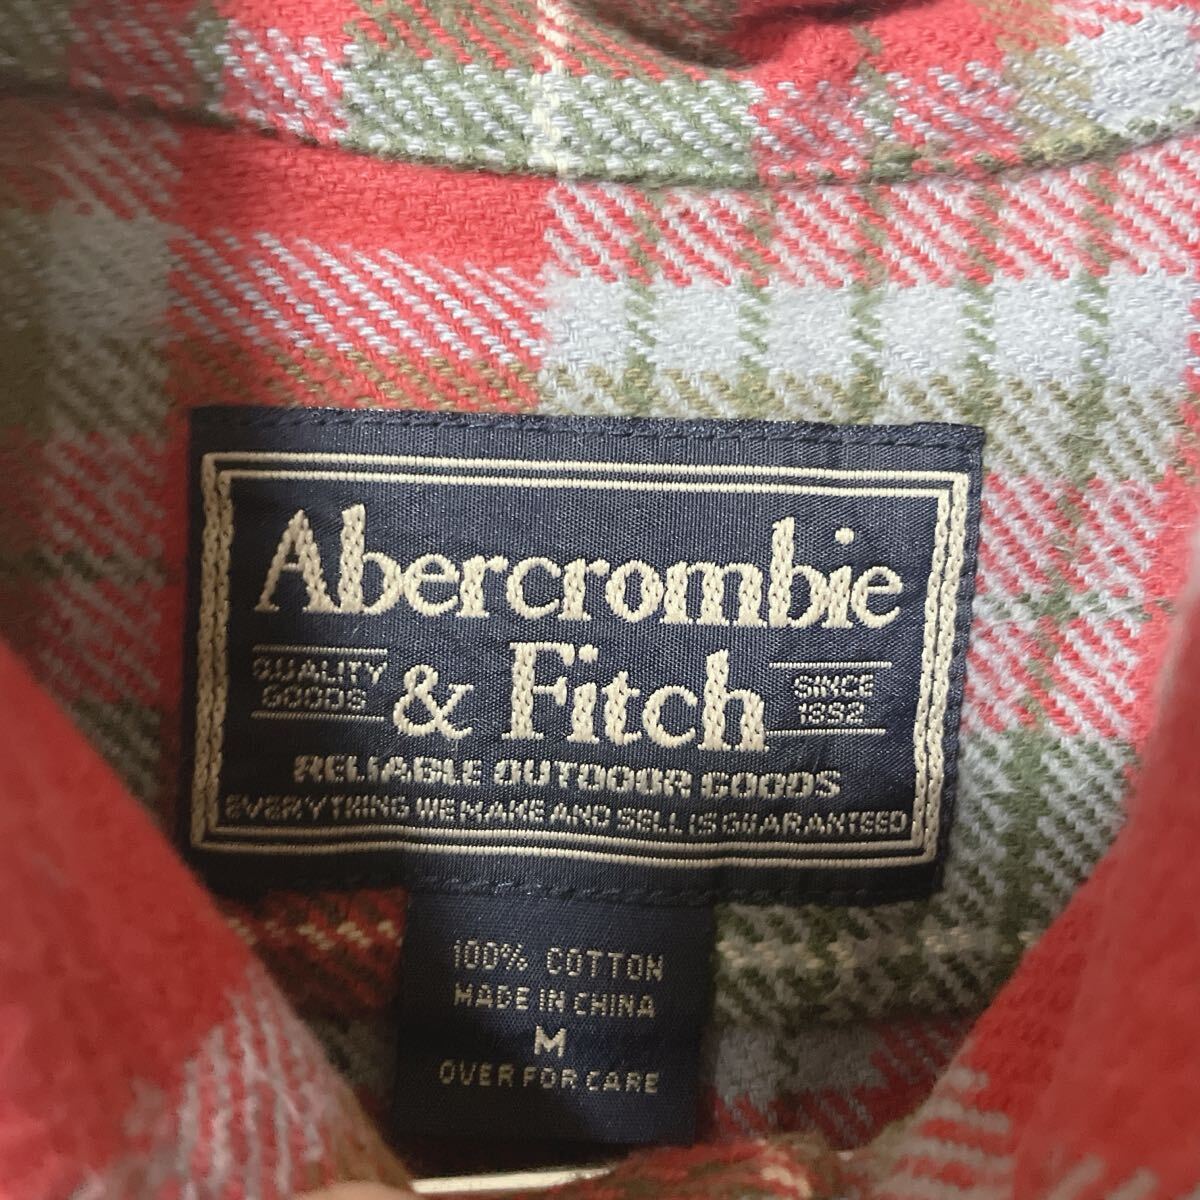 Abercrombie
QUALITY GOODS & Fitch SINCE 1892
RELIABLE OUTDOOR GOODS
EVERYTHING WE MAKE AND SELL IS GUARANTEED
100% COTTON
MADE IN CHINA
M
OVER FOR CARE